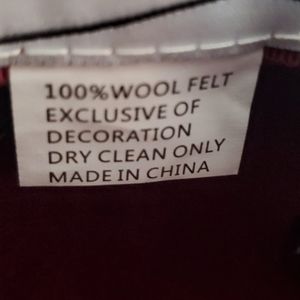 100%WOOL FELT
EXCLUSIVE OF
DECORATION
DRY CLEAN ONLY
MADE IN CHINA